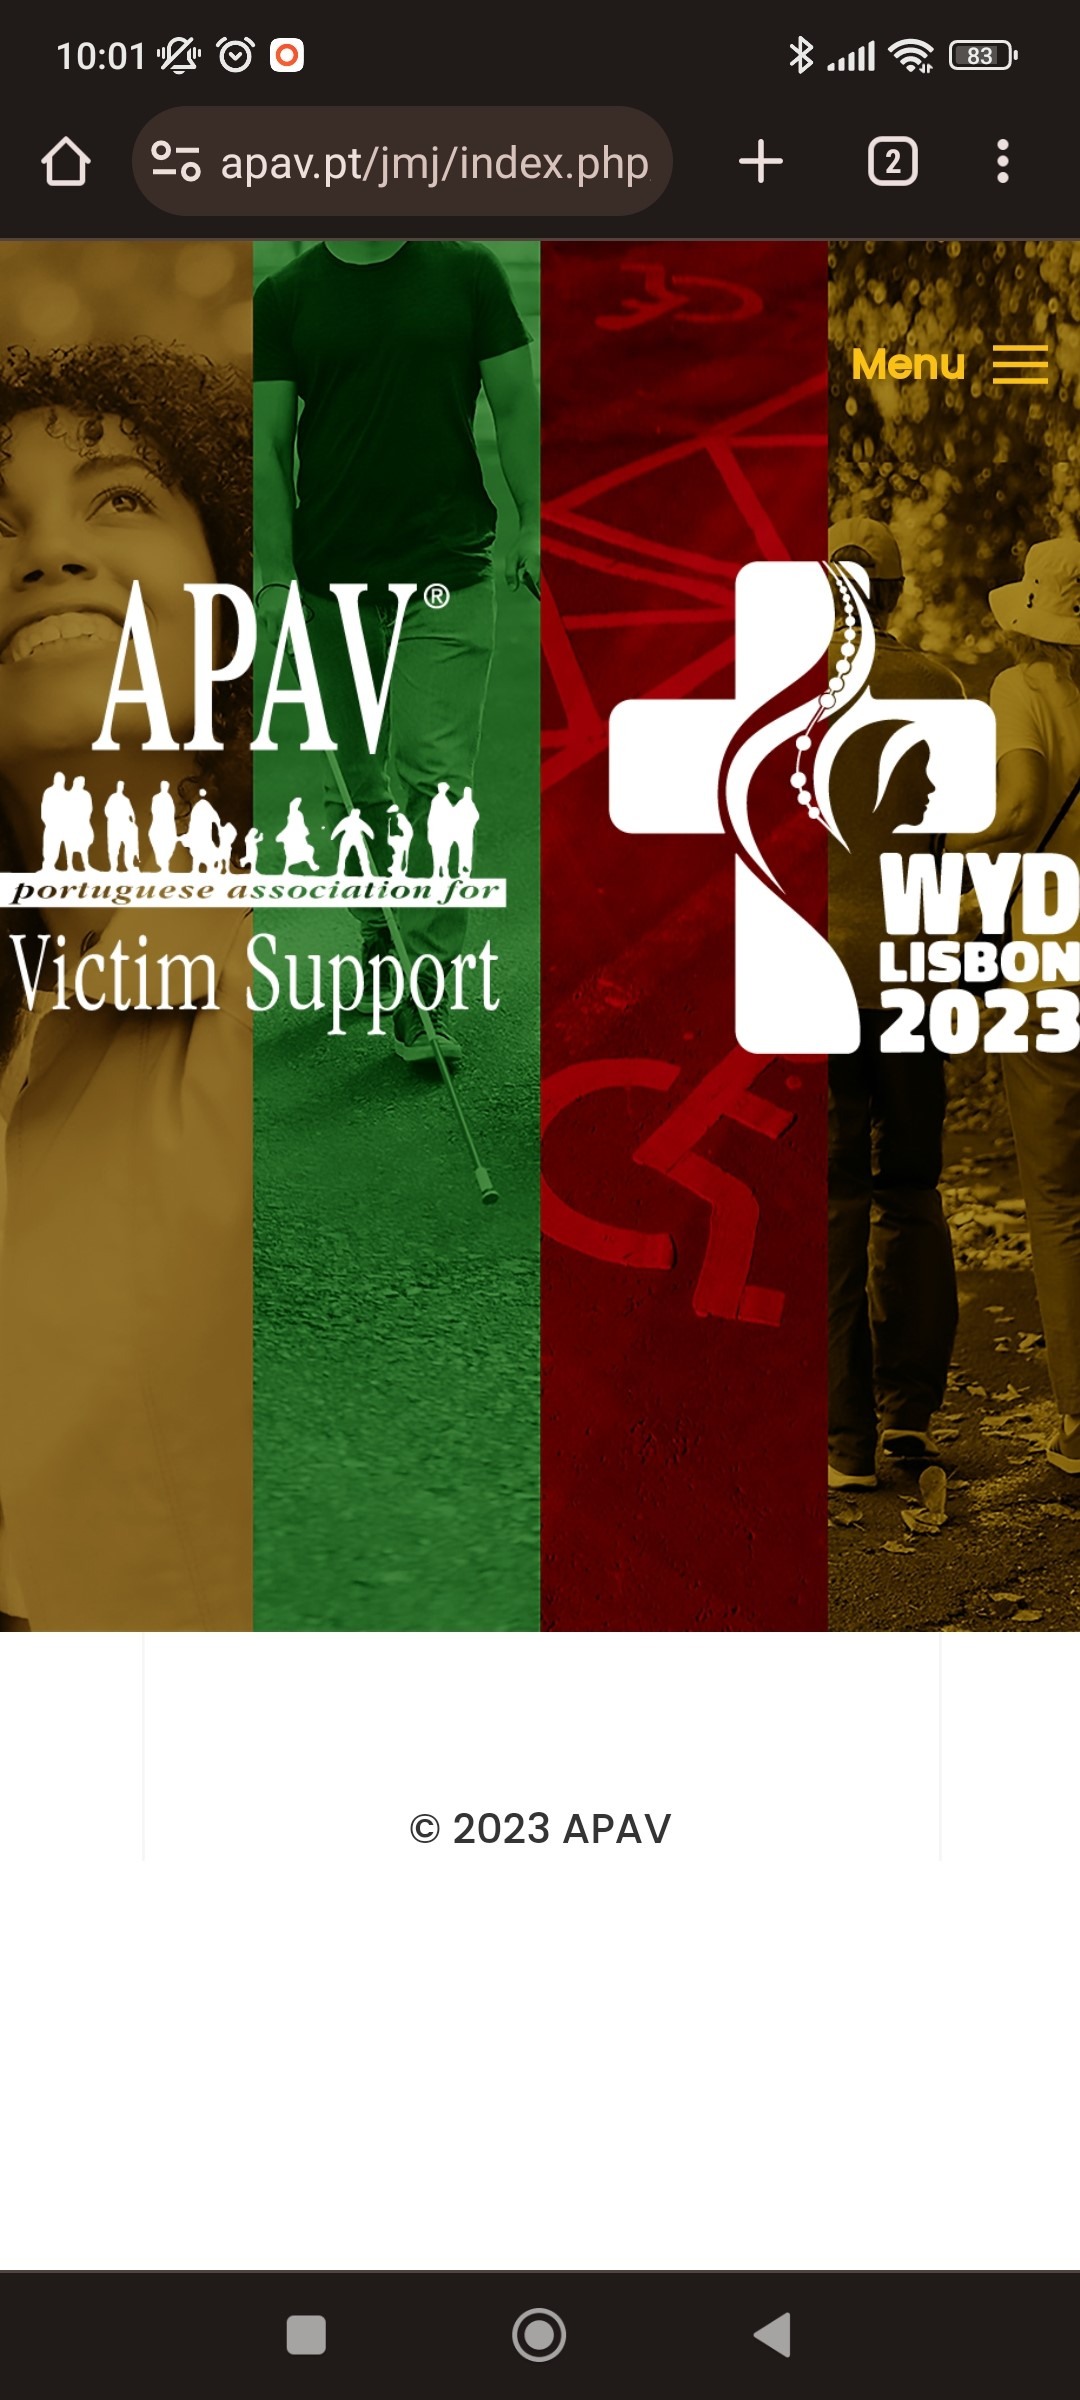 10:01
83
apav.pt/jmj/index.php
2
Menu
APAV®
portuguese association for
Victim Support
WYD
LISBON
2023
© 2023 APAV